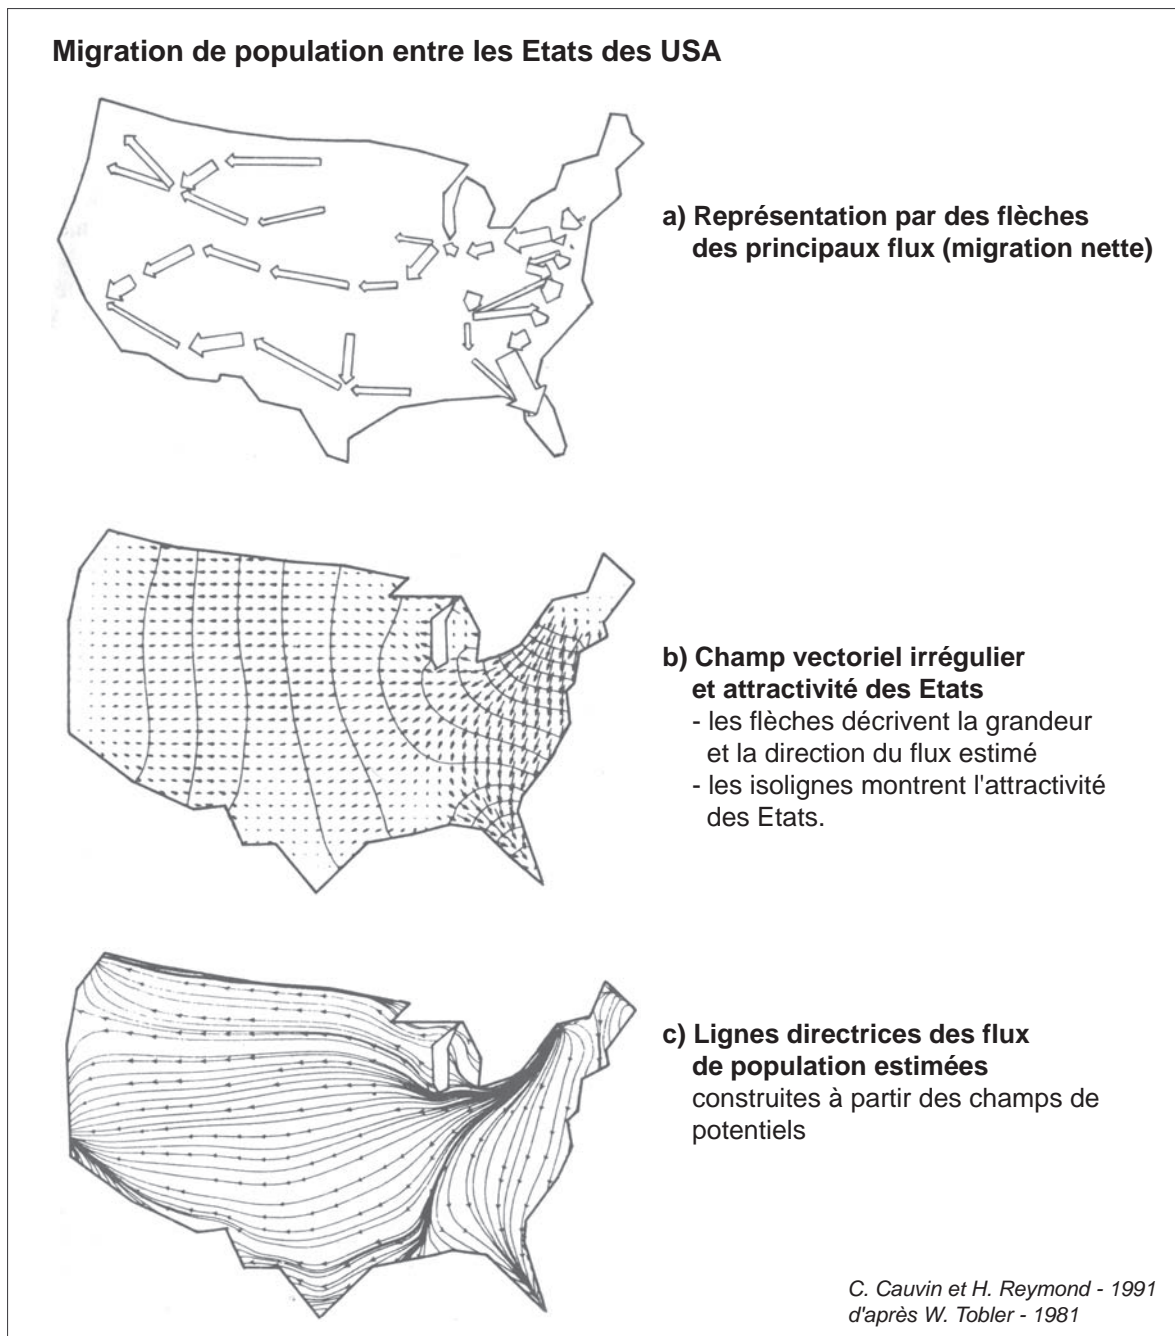 Migration de population entre les Etats des USA
a) Représentation par des flèches
des principaux flux (migration nette)
b) Champ vectoriel irrégulier
et attractivité des Etats
- les flèches décrivent la grandeur
et la direction du flux estimé
- les isolignes montrent l'attractivité
des Etats.
c) Lignes directrices des flux
de population estimées
construites à partir des champs de
potentiels
C. Cauvin et H. Reymond - 1991
d'après W. Tobler - 1981